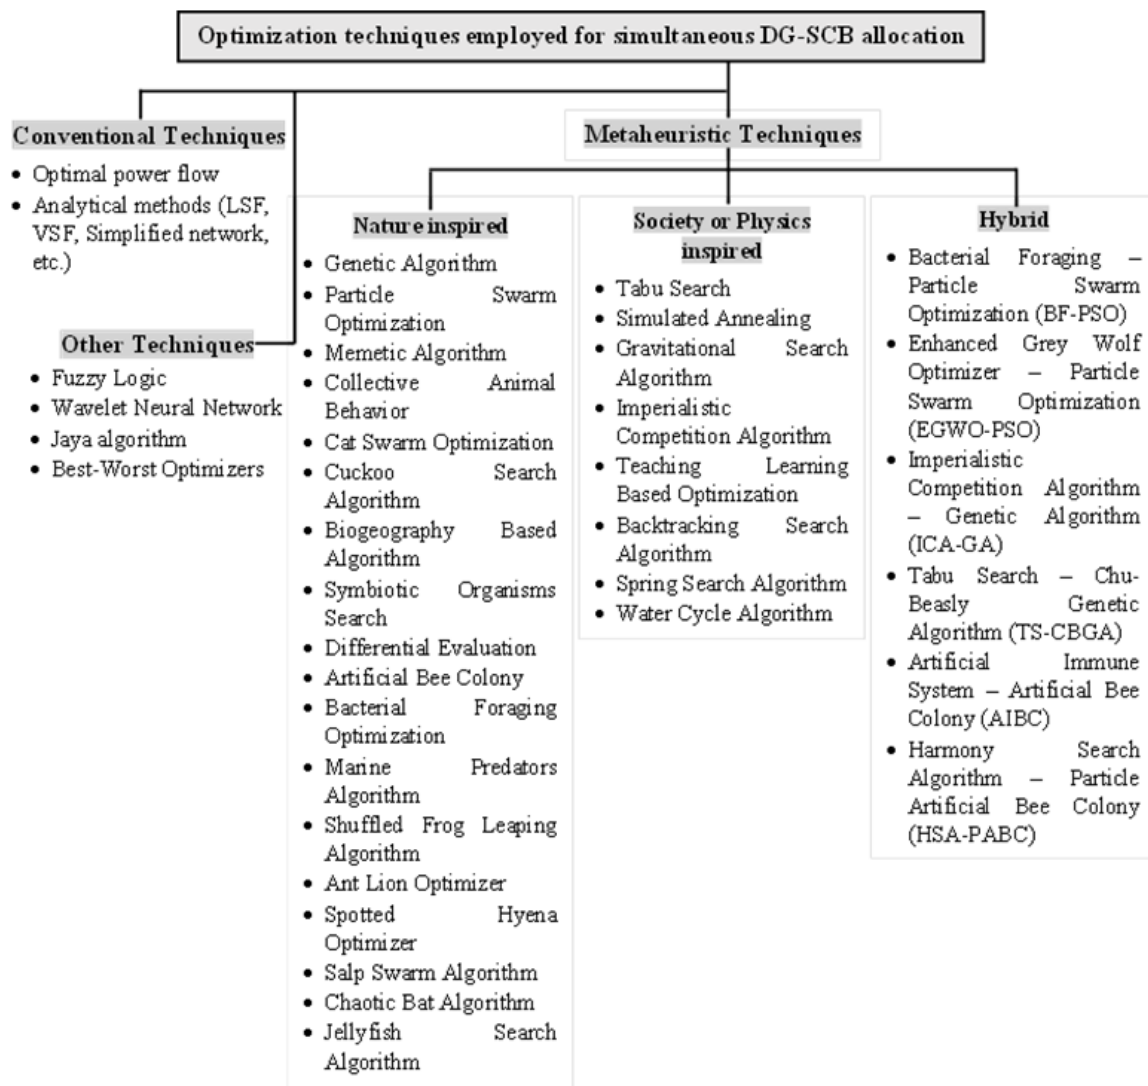 Optimization techniques employed for simultaneous DG-SCB allocation
Conventional Techniques
• Optimal power flow
• Analytical methods (LSF,
VSF, Simplified network,
etc.)
Other Techniques
• Fuzzy Logic
• Wavelet Neural Network
• Jaya algorithm
• Best-Worst Optimizers
Metaheuristic Techniques
Nature inspired
• Genetic Algorithm
• Particle Swarm
Optimization
• Memetic Algorithm
• Collective Animal
Behavior
• Cat Swarm Optimization
• Cuckoo Search
Algorithm
• Biogeography Based
Algorithm
• Symbiotic Organisms
Search
• Differential Evaluation
• Artificial Bee Colony
• Bacterial Foraging
Optimization
• Marine Predators
Algorithm
• Shuffled Frog Leaping
Algorithm
• Ant Lion Optimizer
• Spotted Hyena
Optimizer
• Salp Swarm Algorithm
• Chaotic Bat Algorithm
• Jellyfish Search
Algorithm
Society or Physics
inspired
• Tabu Search
• Simulated Annealing
• Gravitational Search
Algorithm
• Imperialistic
Competition Algorithm
• Teaching Learning
Based Optimization
• Backtracking Search
Algorithm
• Spring Search Algorithm
• Water Cycle Algorithm
Hybrid
• Bacterial Foraging –
Particle Swarm
Optimization (BF-PSO)
• Enhanced Grey Wolf
Optimizer – Particle
Swarm Optimization
(EGWO-PSO)
• Imperialistic
Competition Algorithm
– Genetic Algorithm
(ICA-GA)
• Tabu Search – Chu-
Beasly Genetic
Algorithm (TS-CBGA)
• Artificial Immune
System – Artificial Bee
Colony (AIBC)
• Harmony Search
Algorithm – Particle
Artificial Bee Colony
(HSA-PABC)